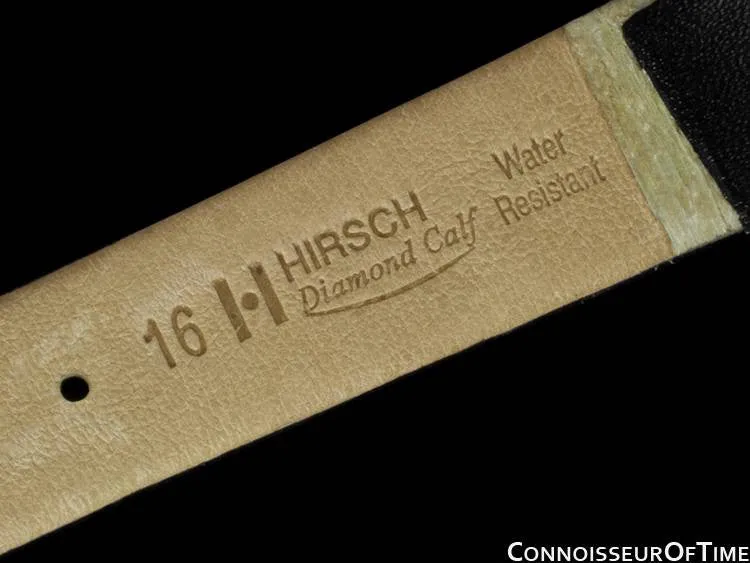 16 HIRSCH
Diamond Calf
Water
Resistant
CONNOISSEUROFTIME